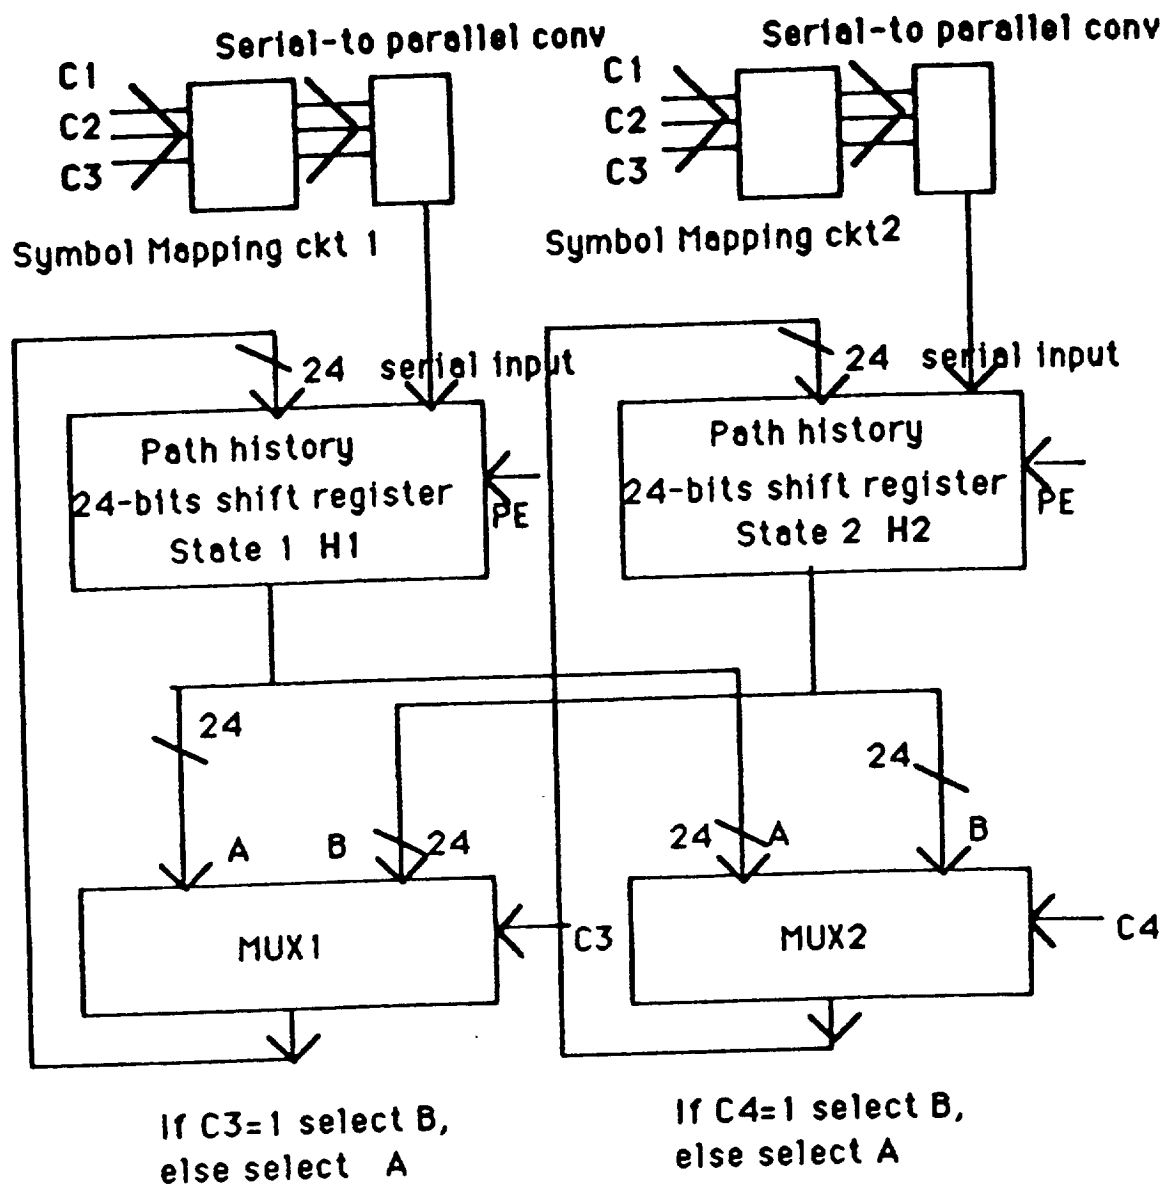 Serial-to parallel conv
Serial-to parallel conv
C1
C2
C3
C1
C2
C3
Symbol Mapping ckt 1
Symbol Mapping ckt2
24
serial input
24
serial input
Path history
24-bits shift register
State 1 H1
PE
Path history
24-bits shift register
State 2 H2
PE
24
24
A
B
24
24
A
B
MUX1
C3
MUX2
C4
If C3=1 select B,
else select A
If C4=1 select B,
else select A